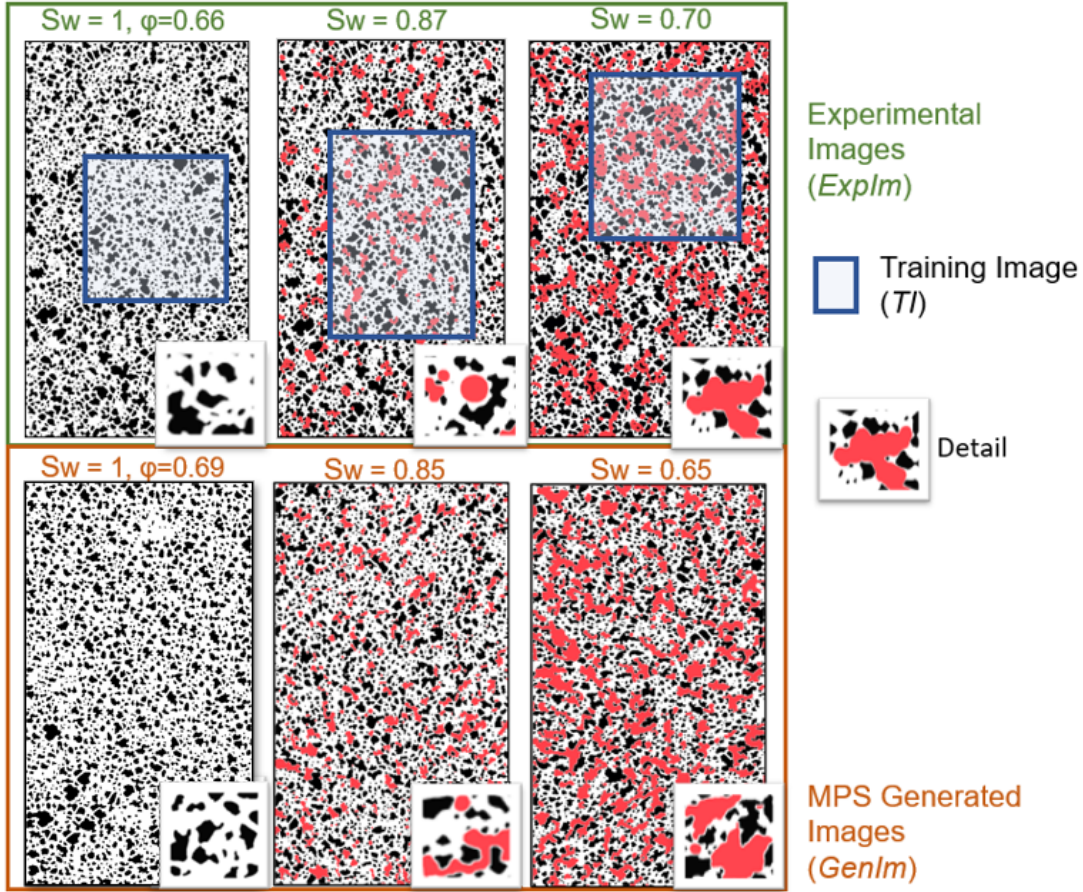 Sw = 1, φ=0.66
Sw = 0.87
Sw = 0.70
Experimental
Images
(ExpIm)
Training Image
(TI)
Detail
Sw = 1, φ=0.69
Sw = 0.85
Sw = 0.65
MPS Generated
Images
(GenIm)